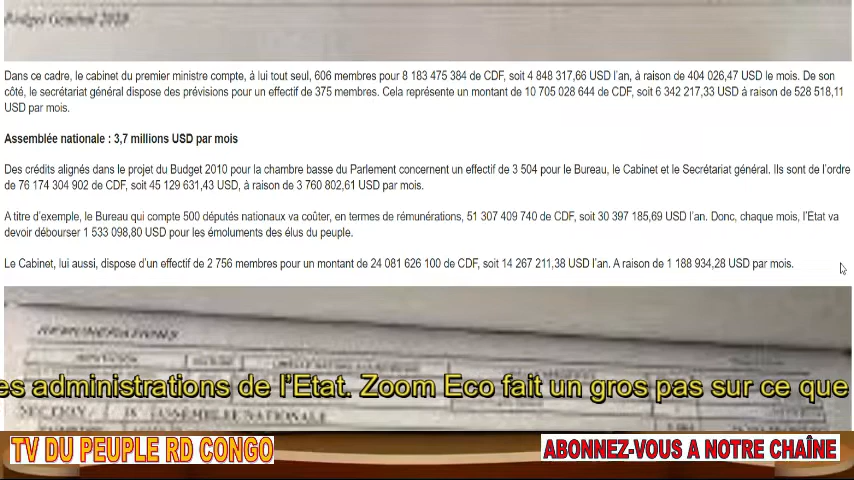 Budget Général 2020
Dans ce cadre, le cabinet du premier ministre compte, à lui tout seul, 606 membres pour 8 183 475 384 de CDF, soit 4 848 317,66 USD l'an, à raison de 404 026,47 USD le mois. De son
côté, le secrétariat général dispose des prévisions pour un effectif de 375 membres. Cela représente un montant de 10 705 028 644 de CDF, soit 6 342 217,33 USD à raison de 528 518,11
USD par mois.
Assemblée nationale : 3,7 millions USD par mois
Des crédits alignés dans le projet du Budget 2010 pour la chambre basse du Parlement concernent un effectif de 3 504 pour le Bureau, le Cabinet et le Secrétariat général. Ils sont de l'ordre
de 76 174 304 902 de CDF, soit 45 129 631,43 USD, à raison de 3 760 802,61 USD par mois.
A titre d'exemple, le Bureau qui compte 500 députés nationaux va coûter, en termes de rémunérations, 51 307 409 740 de CDF, soit 30 397 185,69 USD l'an. Donc, chaque mois, l'Etat va
devoir débourser 1 533 098,80 USD pour les émoluments des élus du peuple.
Le Cabinet, lui aussi, dispose d'un effectif de 2 756 membres pour un montant de 24 081 626 100 de CDF, soit 14 267 211,38 USD l'an. A raison de 1 188 934,28 USD par mois.
REMUNERATIONS
es administrations de l'Etat. Zoom Eco fait un gros pas sur ce que
SECTION 18 ASSEMBLEE NATIONALE
TV DU PEUPLE RD CONGO
ABONNEZ-VOUS A NOTRE CHAÎNE